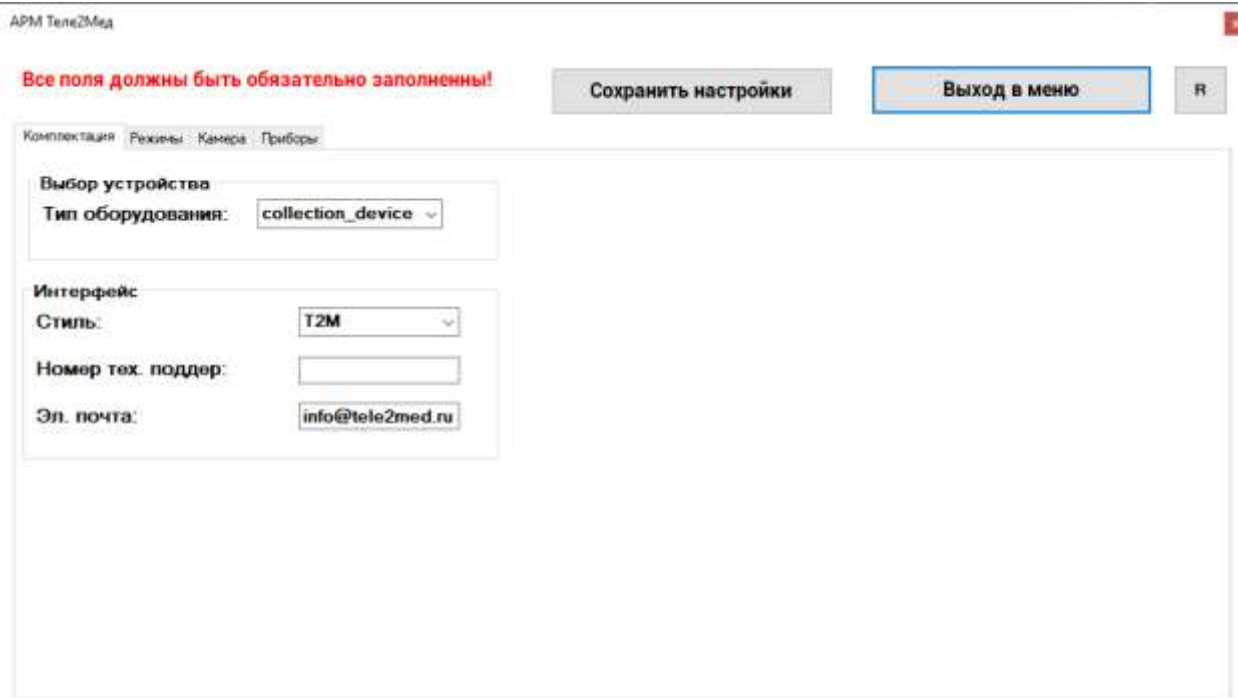 АРМ Теле2Мед
Все поля должны быть обязательно заполненны!
Сохранить настройки
Выход в меню
R
Комплектация Режимы Камера Приборы
Выбор устройства
Тип оборудования: collection_device
Интерфейс
Стиль: T2M
Номер тех. поддер:
Эл. почта: info@tele2med.ru